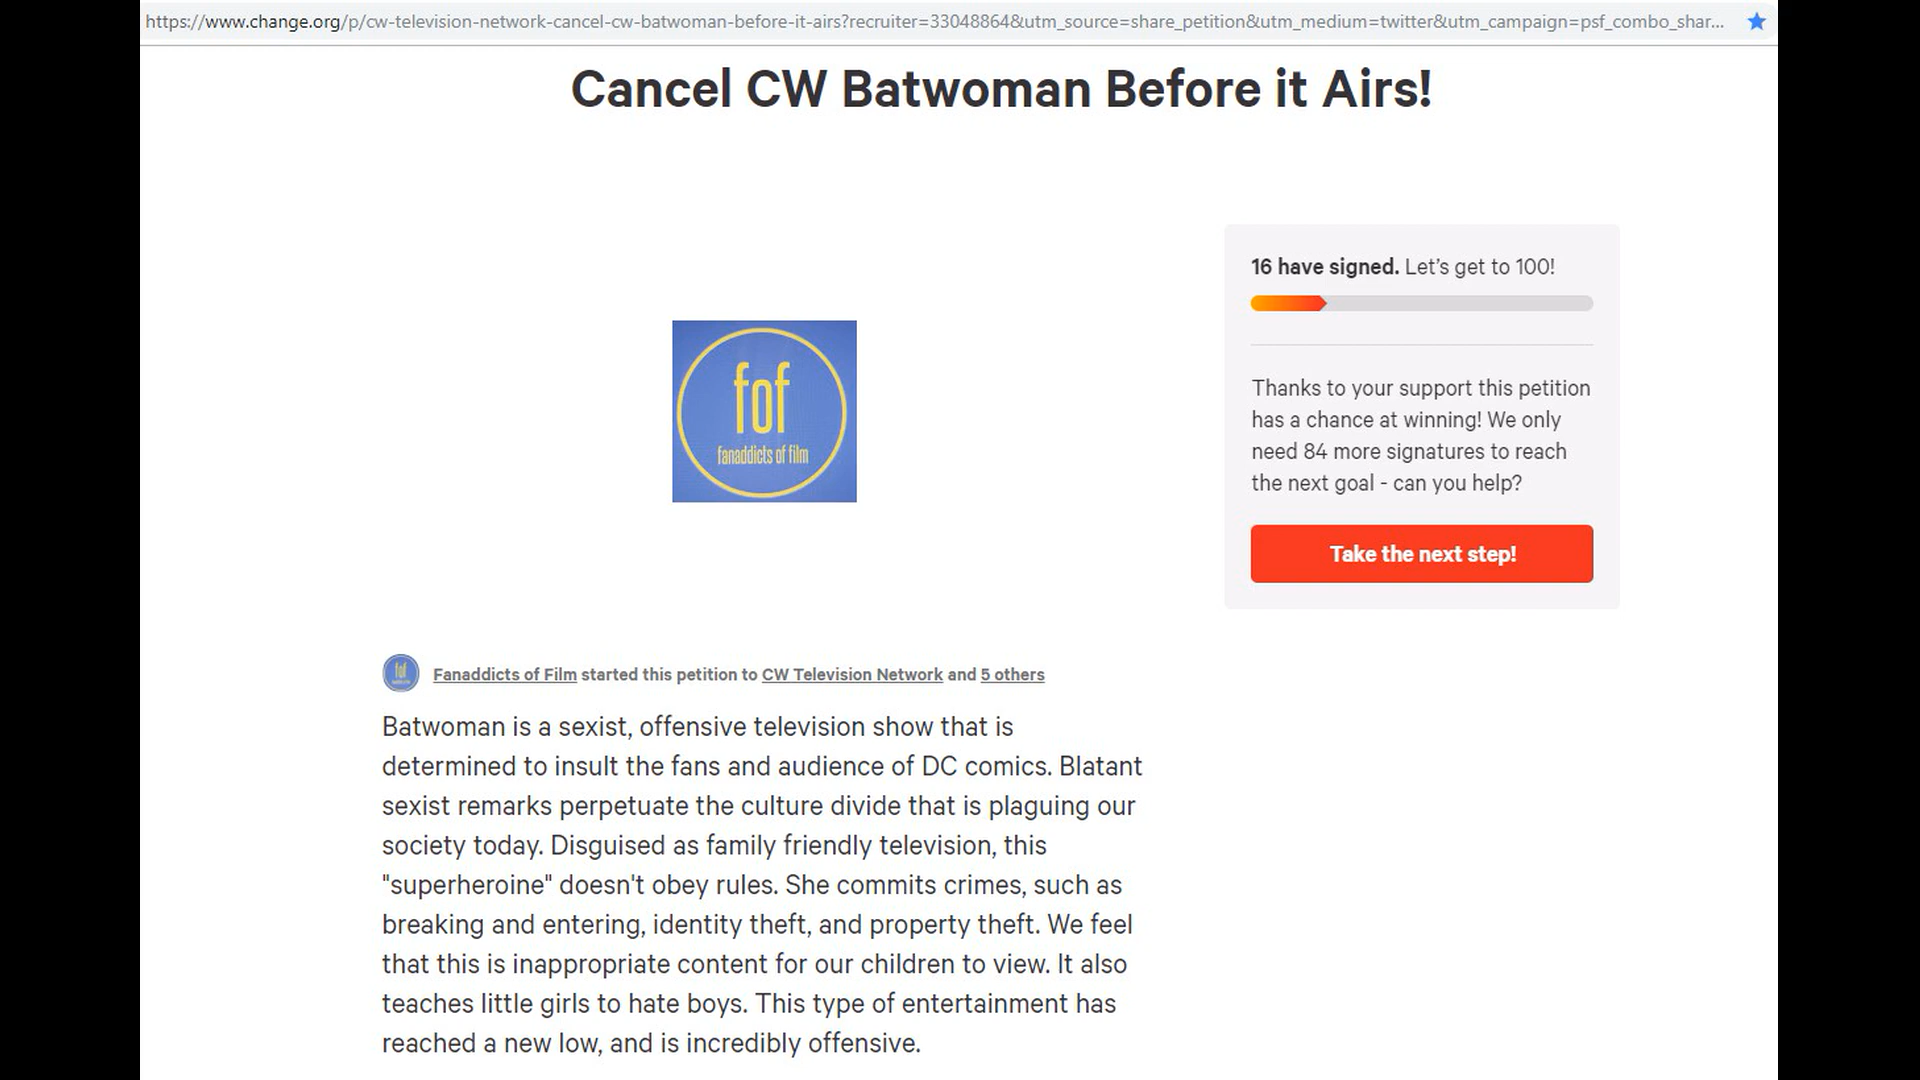 https://www.change.org/p/cw-television-network-cancel-cw-batwoman-before-it-airs?recruiter=33048864&utm_source=share_petition&utm_medium=twitter&utm_campaign=psf_combo_shar...
Cancel CW Batwoman Before it Airs!
16 have signed. Let's get to 100!
fof
fanaddicts of film
Thanks to your support this petition
has a chance at winning! We only
need 84 more signatures to reach
the next goal - can you help?
Take the next step!
fof
Fanaddicts of Film started this petition to CW Television Network and 5 others
Batwoman is a sexist, offensive television show that is
determined to insult the fans and audience of DC comics. Blatant
sexist remarks perpetuate the culture divide that is plaguing our
society today. Disguised as family friendly television, this
"superheroine" doesn't obey rules. She commits crimes, such as
breaking and entering, identity theft, and property theft. We feel
that this is inappropriate content for our children to view. It also
teaches little girls to hate boys. This type of entertainment has
reached a new low, and is incredibly offensive.